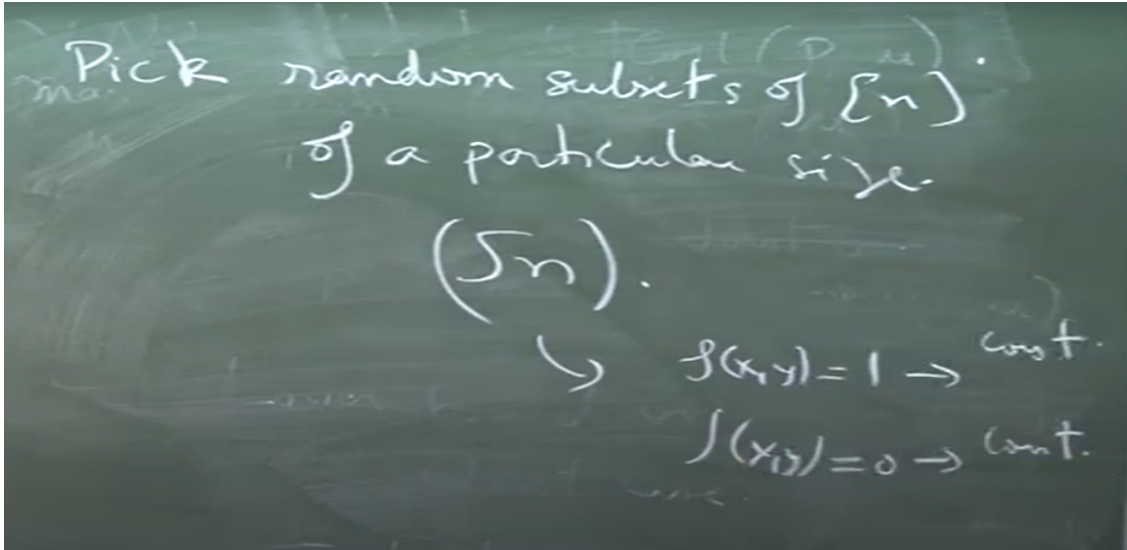 Pick random subsets of [n]
of a particular size.
(√n).
↘ f(x,y)=1 → const.
f(x,y)=0 → const.